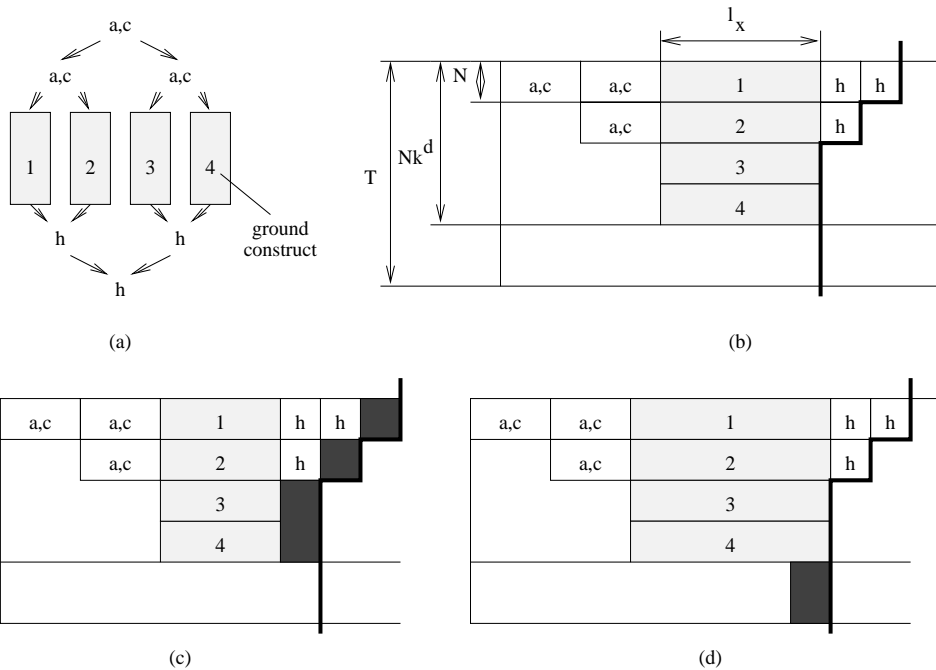 a,c
a,c a,c
1 2 3 4
h h
ground
construct
h
(a)
l_x
N a,c a,c 1 h h
a,c 2 h
Nk^d
T
3
4
(b)
a,c a,c 1 h h
a,c 2 h
3
4
(c)
a,c a,c 1 h h
a,c 2 h
3
4
(d)